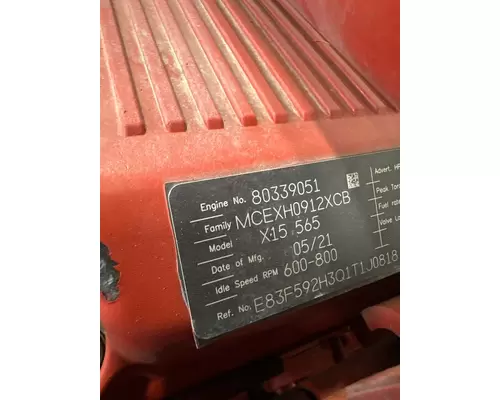 Engine No. 80339051
Family MCEXH0912XCB
Model X15 565
Date of Mfg. 05/21
Idle Speed RPM 600-800
Ref. No. E83F592H3Q1T1J0818
Advert. HP
Peak Torq
Fuel rate
Valve La